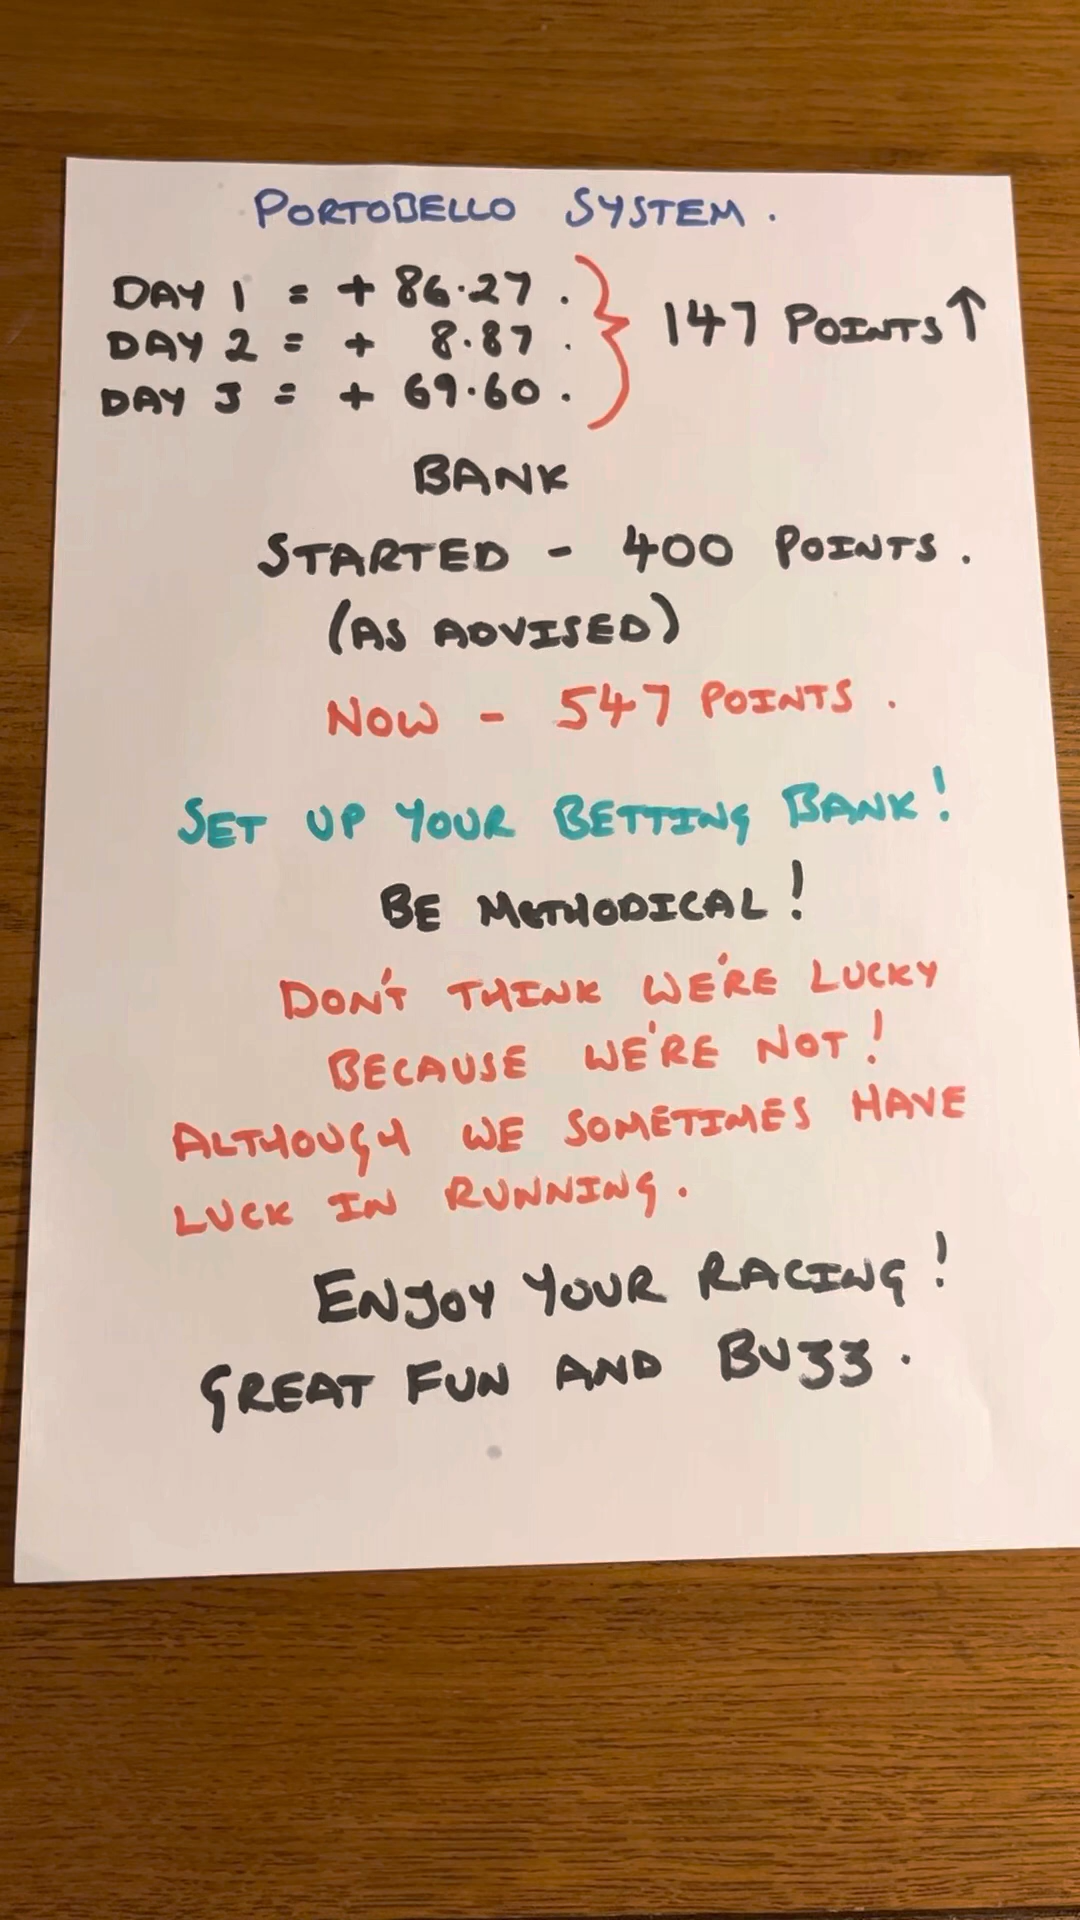 PORTOBELLO SYSTEM.
DAY 1 = + 86.27.
DAY 2 = + 8.87.
DAY 3 = + 69.60.
147 POINTS ↑
BANK
STARTED - 400 POINTS.
(AS ADVISED)
NOW - 547 POINTS.
SET UP YOUR BETTING BANK!
BE METHODICAL!
DON'T THINK WE'RE LUCKY
BECAUSE WE'RE NOT!
ALTHOUGH WE SOMETIMES HAVE
LUCK IN RUNNING.
ENJOY YOUR RACING!
GREAT FUN AND BUZZ.